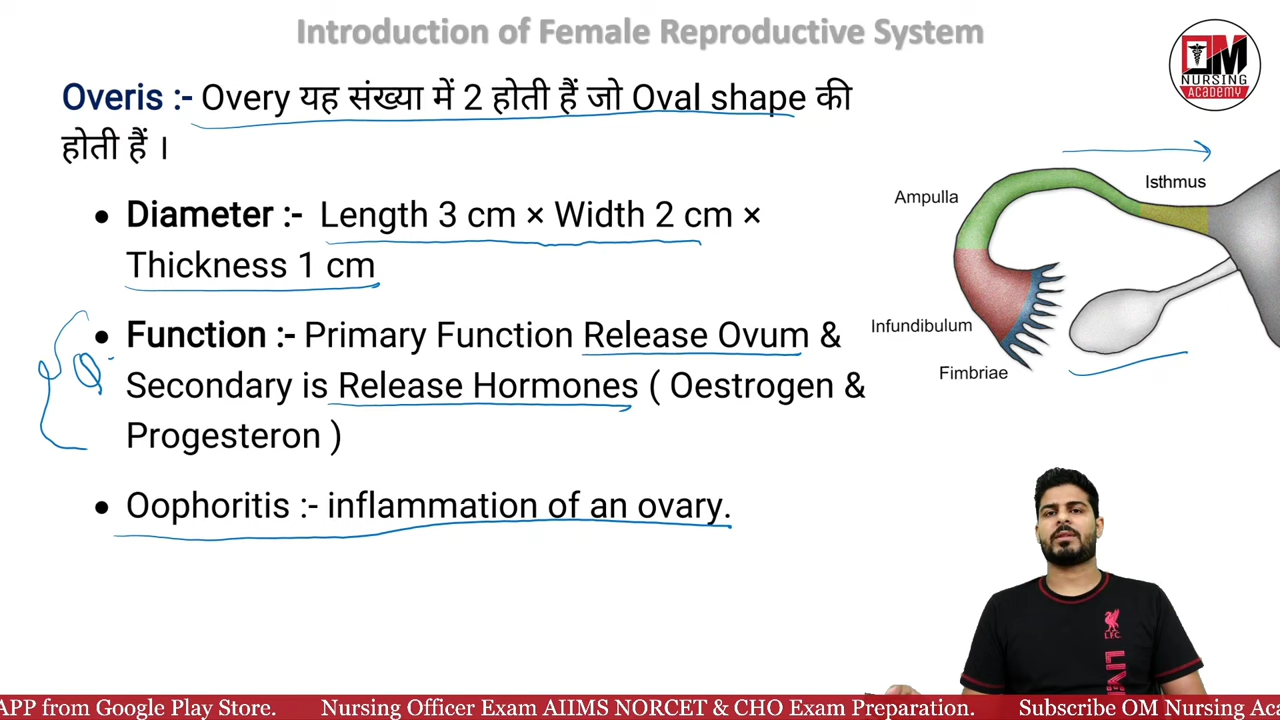 Introduction of Female Reproductive System
OM
NURSING
ACADEMY
Overis :- Overy यह संख्या में 2 होती हैं जो Oval shape की
होती हैं ।
• Diameter :- Length 3 cm × Width 2 cm ×
Thickness 1 cm
• Function :- Primary Function Release Ovum &
Secondary is Release Hormones ( Oestrogen &
Progesteron )
• Oophoritis :- inflammation of an ovary.
Isthmus
Ampulla
Infundibulum
Fimbriae
L.F.C.
APP from Google Play Store. Nursing Officer Exam AIIMS NORCET & CHO Exam Preparation. Subscribe OM Nursing Ac